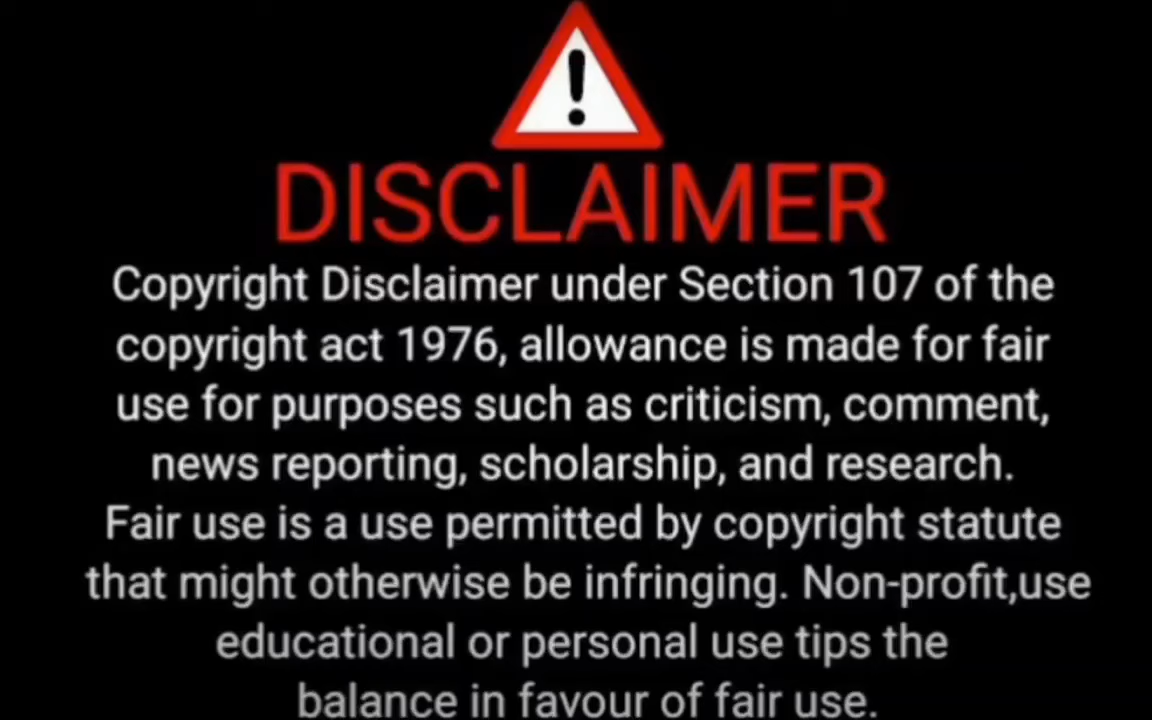 DISCLAIMER
Copyright Disclaimer under Section 107 of the
copyright act 1976, allowance is made for fair
use for purposes such as criticism, comment,
news reporting, scholarship, and research.
Fair use is a use permitted by copyright statute
that might otherwise be infringing. Non-profit,use
educational or personal use tips the
balance in favour of fair use.